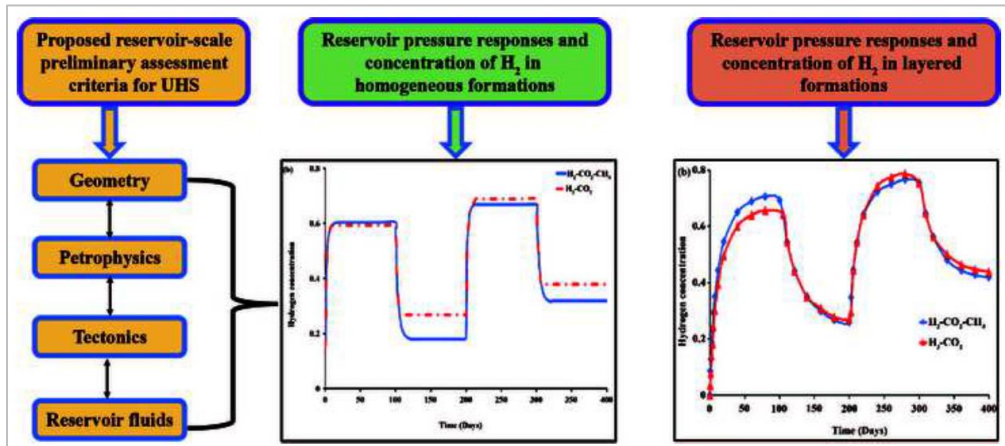 Proposed reservoir-scale
preliminary assessment
criteria for UHS
Reservoir pressure responses and
concentration of H₂ in
homogeneous formations
Reservoir pressure responses and
concentration of H₂ in layered
formations
Geometry
Petrophysics
Tectonics
Reservoir fluids
(b)
0.8
0.6
0.4
0.2
0
Hydrogen concentration
H₂-CO₂-CH₄
H₂-CO₂
0 50 100 150 200 250 300 350 400
Time (Days)
(b)
0.8
0.6
0.4
0.2
0
Hydrogen concentration
H₂-CO₂-CH₄
H₂-CO₂
0 50 100 150 200 250 300 350 400
Time (Days)